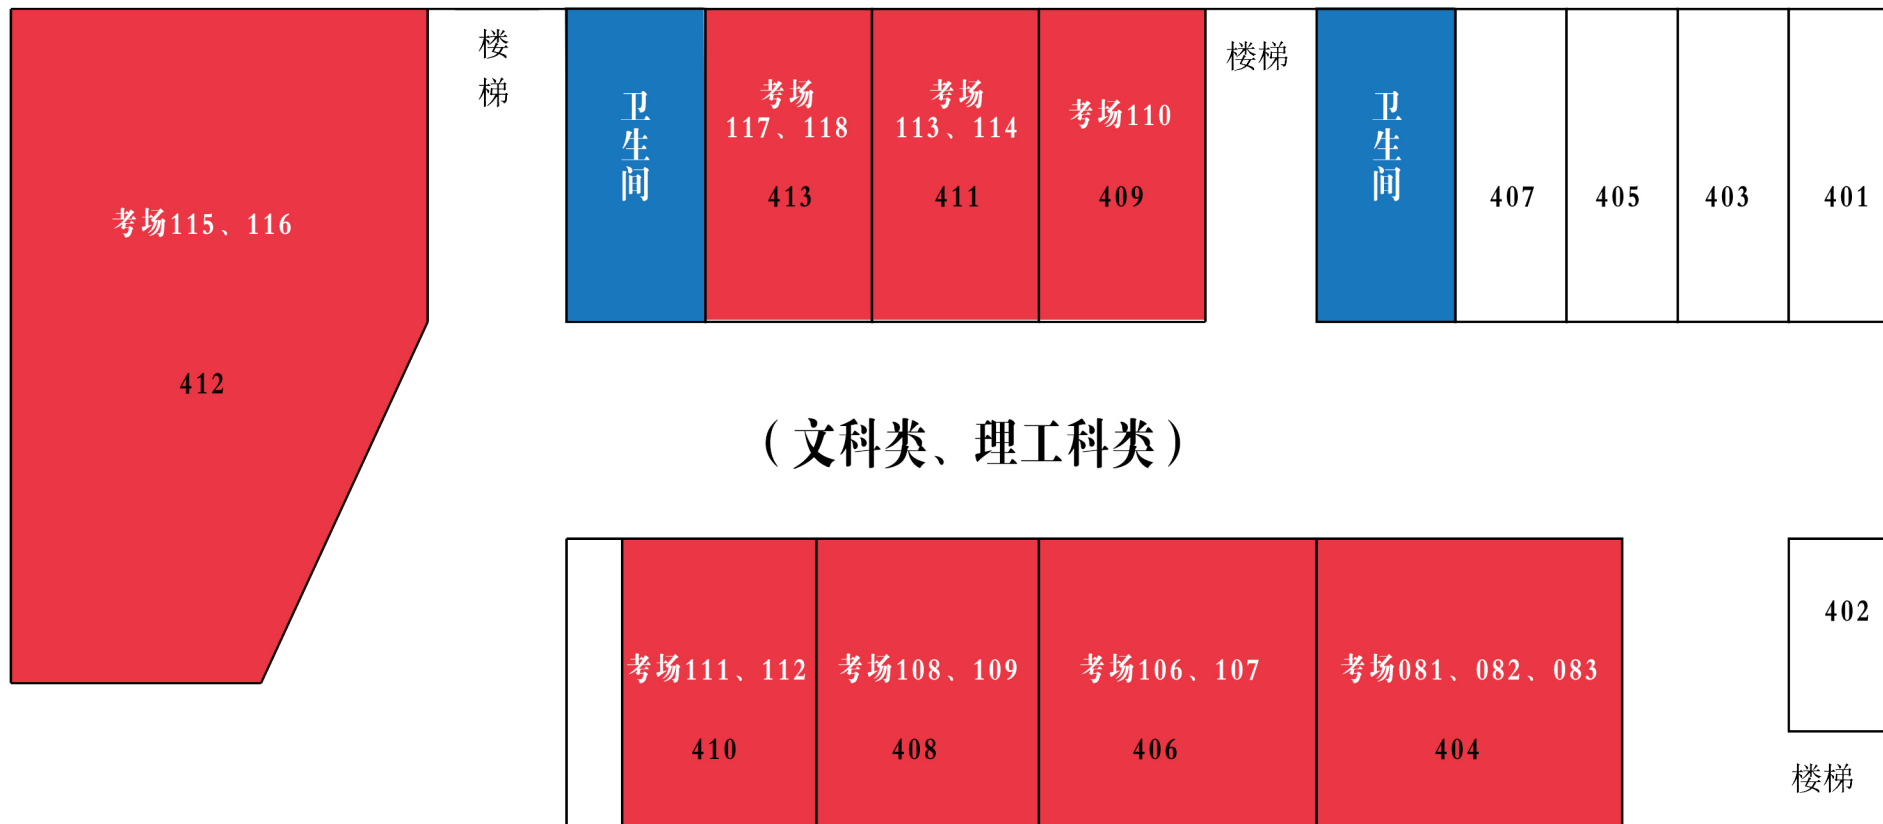 楼
梯
楼梯
卫
生
间
考场
117、118
413
考场
113、114
411
考场110
409
卫
生
间
407
405
403
401
考场115、116
412
（文科类、理工科类）
考场111、112
410
考场108、109
408
考场106、107
406
考场081、082、083
404
402
楼梯